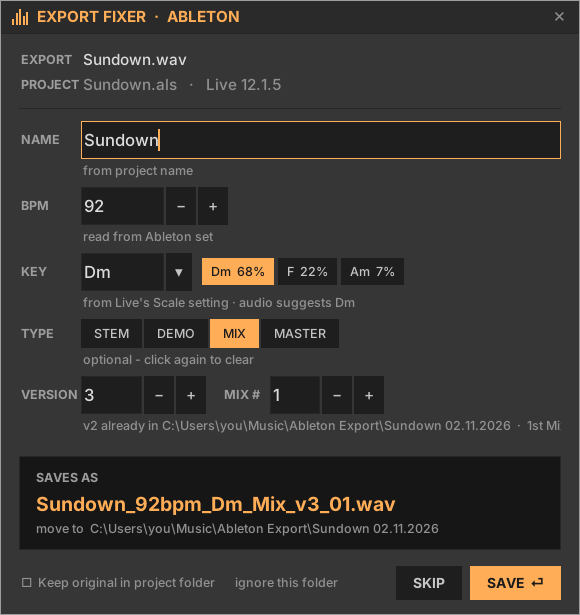 EXPORT FIXER · ABLETON ×
EXPORT Sundown.wav
PROJECT Sundown.als · Live 12.1.5
NAME Sundown
from project name
BPM 92 − +
read from Ableton set
KEY Dm ▼ Dm 68% F 22% Am 7%
from Live's Scale setting · audio suggests Dm
TYPE STEM DEMO MIX MASTER
optional - click again to clear
VERSION 3 − + MIX # 1 − +
v2 already in C:\Users\you\Music\Ableton Export\Sundown 02.11.2026 · 1st Mi
SAVES AS
Sundown_92bpm_Dm_Mix_v3_01.wav
move to C:\Users\you\Music\Ableton Export\Sundown 02.11.2026
☐ Keep original in project folder ignore this folder SKIP SAVE ⏎